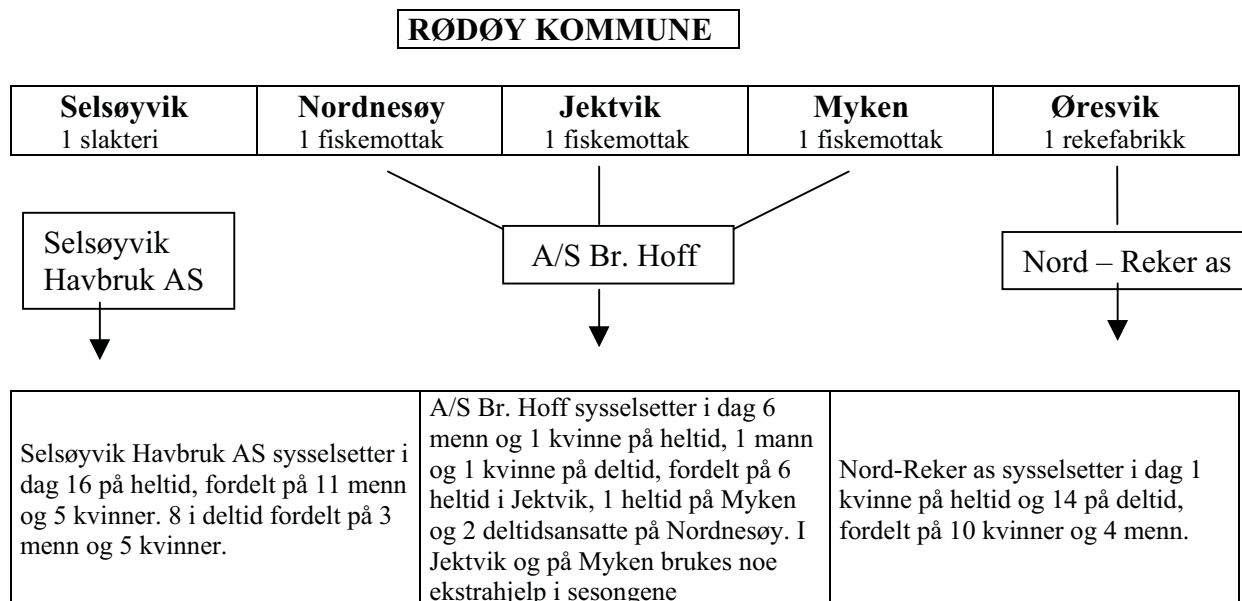 RØDØY KOMMUNE
Selsøyvik
1 slakteri
Nordnesøy
1 fiskemottak
Jektvik
1 fiskemottak
Myken
1 fiskemottak
Øresvik
1 rekefabrikk
Selsøyvik
Havbruk AS
A/S Br. Hoff
Nord – Reker as
Selsøyvik Havbruk AS sysselsetter i
dag 16 på heltid, fordelt på 11 menn
og 5 kvinner. 8 i deltid fordelt på 3
menn og 5 kvinner.
A/S Br. Hoff sysselsetter i dag 6
menn og 1 kvinne på heltid, 1 mann
og 1 kvinne på deltid, fordelt på 6
heltid i Jektvik, 1 heltid på Myken
og 2 deltidsansatte på Nordnesøy. I
Jektvik og på Myken brukes noe
ekstrahjelp i sesongene
Nord-Reker as sysselsetter i dag 1
kvinne på heltid og 14 på deltid,
fordelt på 10 kvinner og 4 menn.